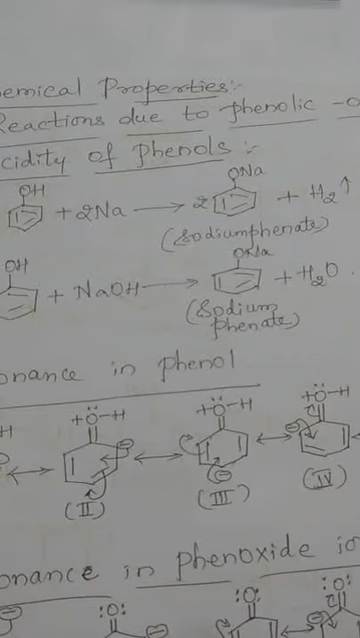 emical Properties:-
Reactions due to phenolic -O
cidity of phenols :-
OH + 2Na → 2 ONa + H2↑
(Sodiumphenate)
OH + NaOH → ONa + H2O.
(Sodium
phenate)
onance in phenol
H ↔ +Ö-H ⊖ ↔ +Ö-H ⊖ ↔ +Ö-H ⊖
(II) (III) (IV)
onance in phenoxide io
:O: ⊖ :O: :O: